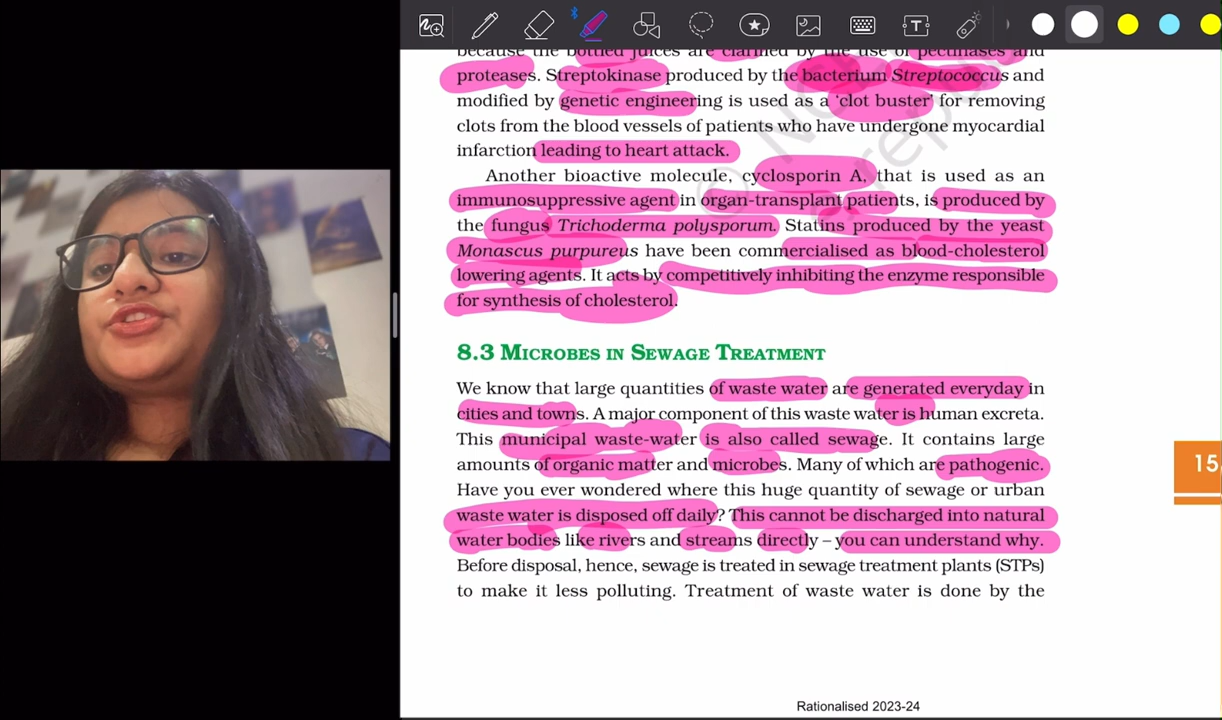 because the bottled juices are clarified by the use of pectinases and
proteases. Streptokinase produced by the bacterium Streptococcus and
modified by genetic engineering is used as a ‘clot buster’ for removing
clots from the blood vessels of patients who have undergone myocardial
infarction leading to heart attack.
Another bioactive molecule, cyclosporin A, that is used as an
immunosuppressive agent in organ-transplant patients, is produced by
the fungus Trichoderma polysporum. Statins produced by the yeast
Monascus purpureus have been commercialised as blood-cholesterol
lowering agents. It acts by competitively inhibiting the enzyme responsible
for synthesis of cholesterol.
8.3 MICROBES IN SEWAGE TREATMENT
We know that large quantities of waste water are generated everyday in
cities and towns. A major component of this waste water is human excreta.
This municipal waste-water is also called sewage. It contains large
amounts of organic matter and microbes. Many of which are pathogenic.
Have you ever wondered where this huge quantity of sewage or urban
waste water is disposed off daily? This cannot be discharged into natural
water bodies like rivers and streams directly – you can understand why.
Before disposal, hence, sewage is treated in sewage treatment plants (STPs)
to make it less polluting. Treatment of waste water is done by the
Rationalised 2023-24